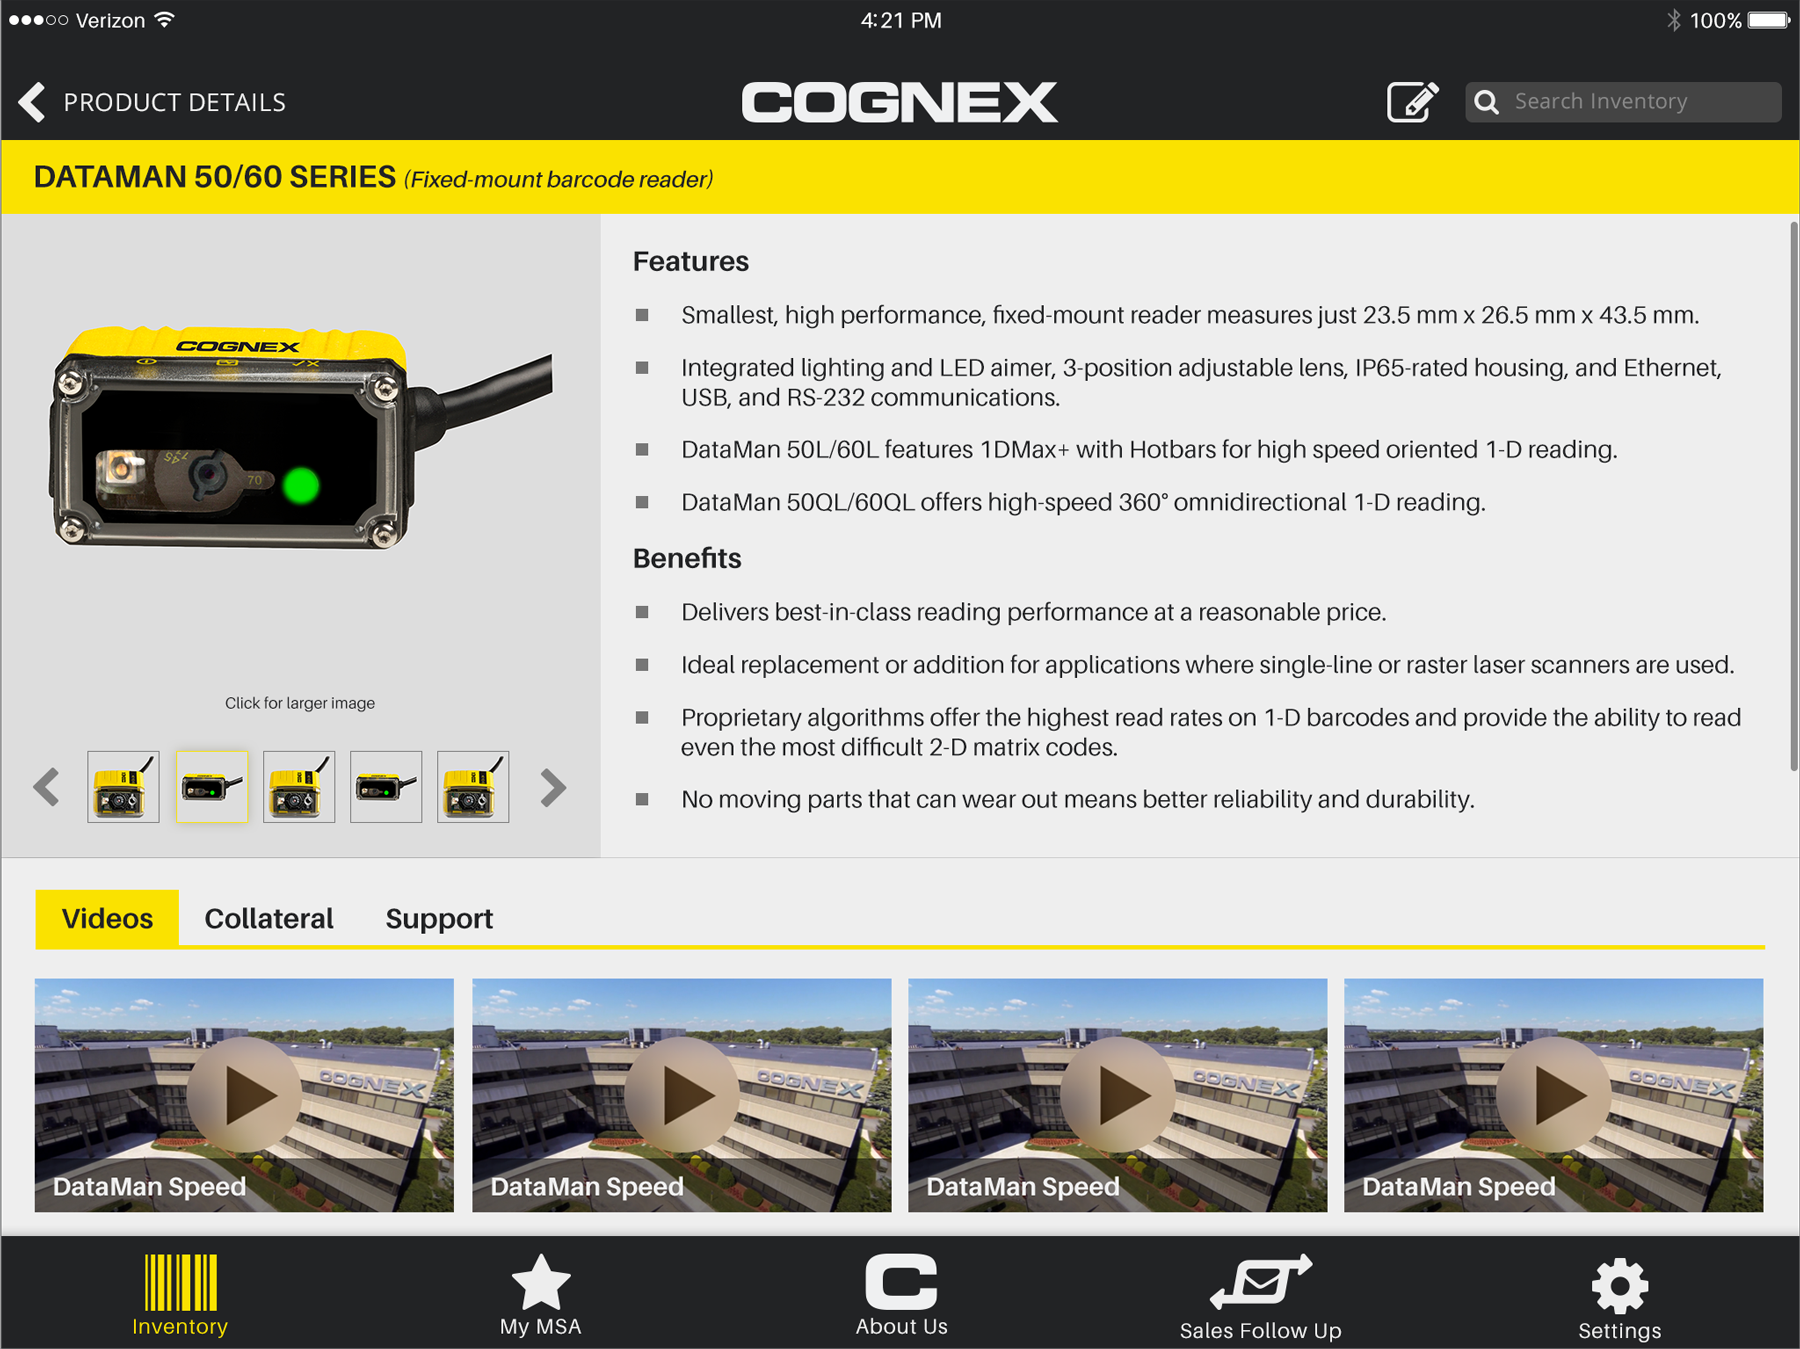 Verizon
4:21 PM
100%
PRODUCT DETAILS
COGNEX
Search Inventory
DATAMAN 50/60 SERIES (Fixed-mount barcode reader)
COGNEX
145
70
Click for larger image
Features
Smallest, high performance, fixed-mount reader measures just 23.5 mm x 26.5 mm x 43.5 mm.
Integrated lighting and LED aimer, 3-position adjustable lens, IP65-rated housing, and Ethernet,
USB, and RS-232 communications.
DataMan 50L/60L features 1DMax+ with Hotbars for high speed oriented 1-D reading.
DataMan 50QL/60QL offers high-speed 360° omnidirectional 1-D reading.
Benefits
Delivers best-in-class reading performance at a reasonable price.
Ideal replacement or addition for applications where single-line or raster laser scanners are used.
Proprietary algorithms offer the highest read rates on 1-D barcodes and provide the ability to read
even the most difficult 2-D matrix codes.
No moving parts that can wear out means better reliability and durability.
Videos
Collateral
Support
COGNEX
DataMan Speed
COGNEX
DataMan Speed
COGNEX
DataMan Speed
COGNEX
DataMan Speed
Inventory
My MSA
About Us
Sales Follow Up
Settings